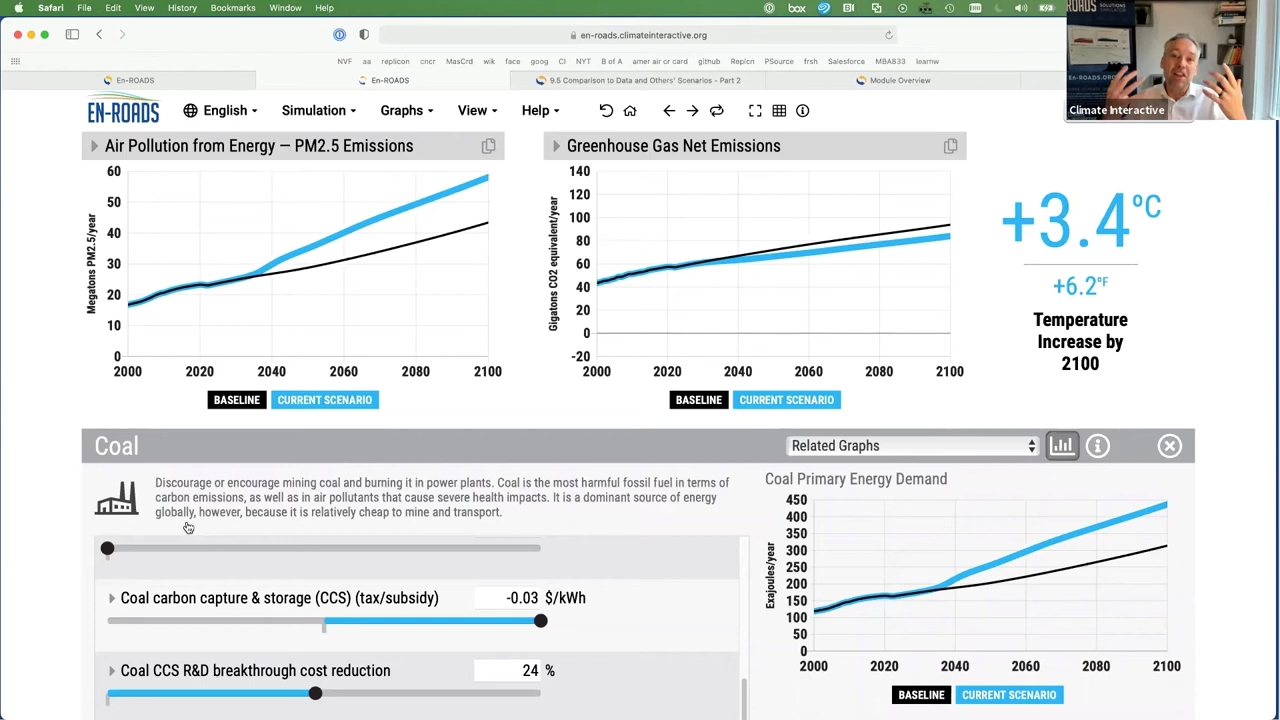 Safari File Edit View History Bookmarks Window Help
box
en-roads.climateinteractive.org
NVF aa replicon cncr MasCrd wik face goog CI NYT B of A amer air car card github Replcn PSource frsh Salesforce MBA833 learnw
En-ROADS
En-ROADS
9.5 Comparison to Data and Others' Scenarios - Part 2
Module Overview
EN-ROADS
English
Simulation
Graphs
View
Help
Climate Interactive
Air Pollution from Energy — PM2.5 Emissions
Megatons PM2.5/year
60
50
40
30
20
10
0
2000 2020 2040 2060 2080 2100
BASELINE CURRENT SCENARIO
Greenhouse Gas Net Emissions
Gigatons CO2 equivalent/year
140
120
100
80
60
40
20
0
-20
2000 2020 2040 2060 2080 2100
BASELINE CURRENT SCENARIO
+3.4°C
+6.2°F
Temperature
Increase by
2100
Coal
Related Graphs
Discourage or encourage mining coal and burning it in power plants. Coal is the most harmful fossil fuel in terms of
carbon emissions, as well as in air pollutants that cause severe health impacts. It is a dominant source of energy
globally, however, because it is relatively cheap to mine and transport.
Coal carbon capture & storage (CCS) (tax/subsidy) -0.03 $/kWh
Coal CCS R&D breakthrough cost reduction 24 %
Coal Primary Energy Demand
Exajoules/year
450
400
350
300
250
200
150
100
50
0
2000 2020 2040 2060 2080 2100
BASELINE CURRENT SCENARIO